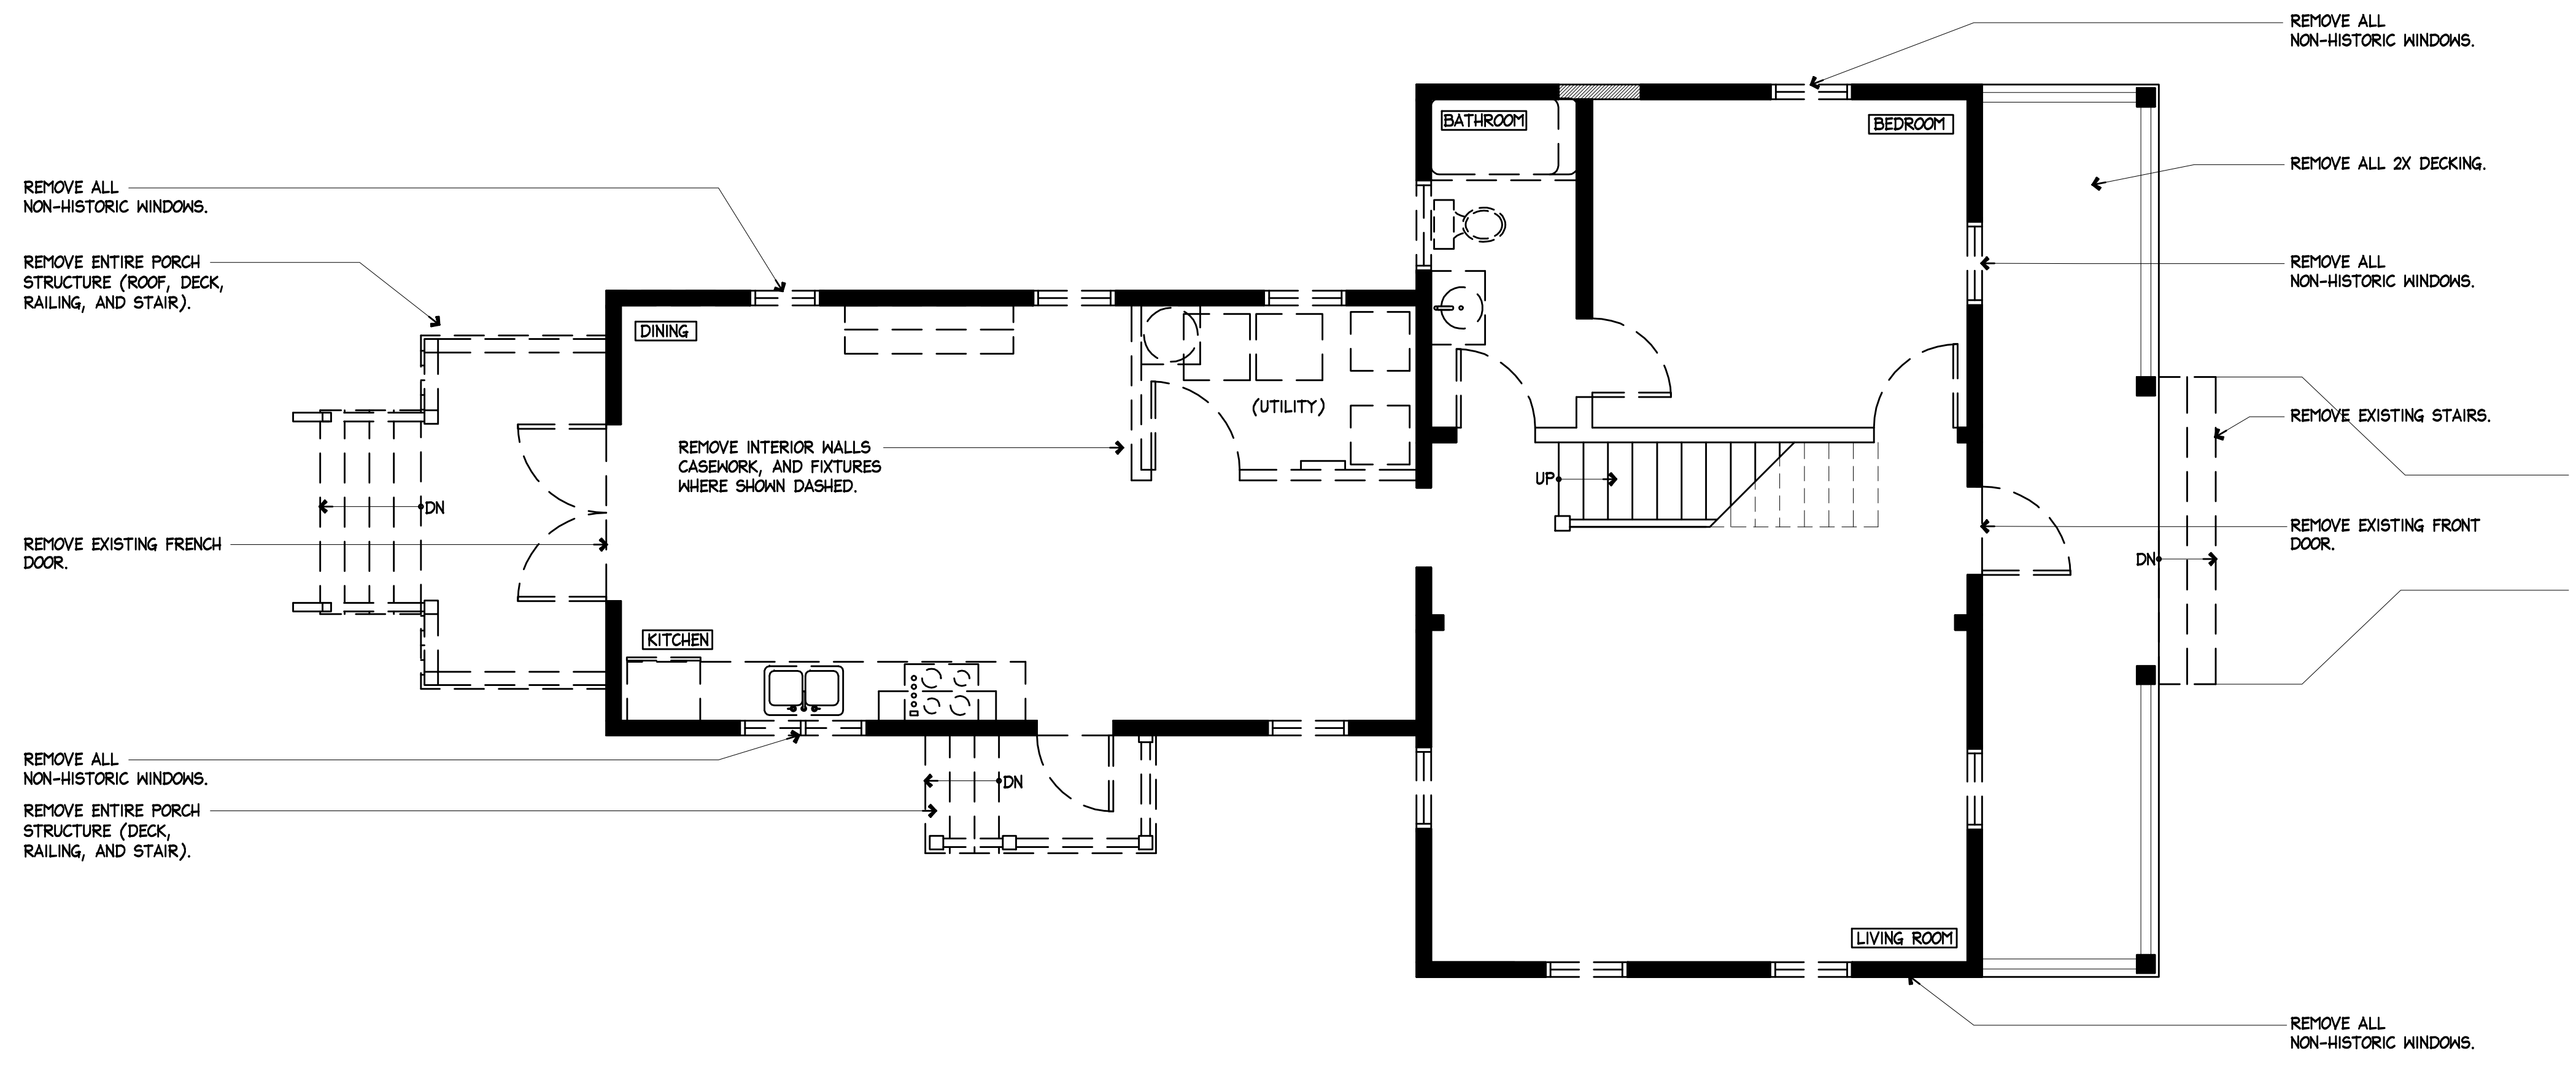 REMOVE ALL
NON-HISTORIC WINDOWS.
REMOVE ENTIRE PORCH
STRUCTURE (ROOF, DECK,
RAILING, AND STAIR).
REMOVE EXISTING FRENCH
DOOR.
REMOVE ALL
NON-HISTORIC WINDOWS.
REMOVE ENTIRE PORCH
STRUCTURE (DECK,
RAILING, AND STAIR).
DN
DINING
REMOVE INTERIOR WALLS
CASEWORK, AND FIXTURES
WHERE SHOWN DASHED.
(UTILITY)
KITCHEN
DN
BATHROOM
BEDROOM
UP
LIVING ROOM
DN
REMOVE ALL
NON-HISTORIC WINDOWS.
REMOVE ALL 2X DECKING.
REMOVE ALL
NON-HISTORIC WINDOWS.
REMOVE EXISTING STAIRS.
REMOVE EXISTING FRONT
DOOR.
REMOVE ALL
NON-HISTORIC WINDOWS.